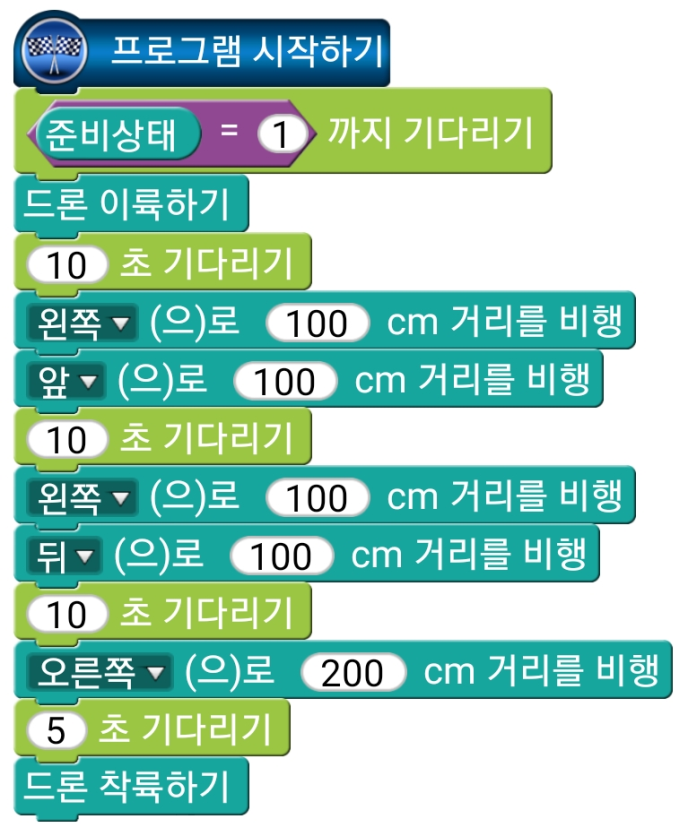 프로그램 시작하기
준비상태 = 1 까지 기다리기
드론 이륙하기
10 초 기다리기
왼쪽 (으)로 100 cm 거리를 비행
앞 (으)로 100 cm 거리를 비행
10 초 기다리기
왼쪽 (으)로 100 cm 거리를 비행
뒤 (으)로 100 cm 거리를 비행
10 초 기다리기
오른쪽 (으)로 200 cm 거리를 비행
5 초 기다리기
드론 착륙하기